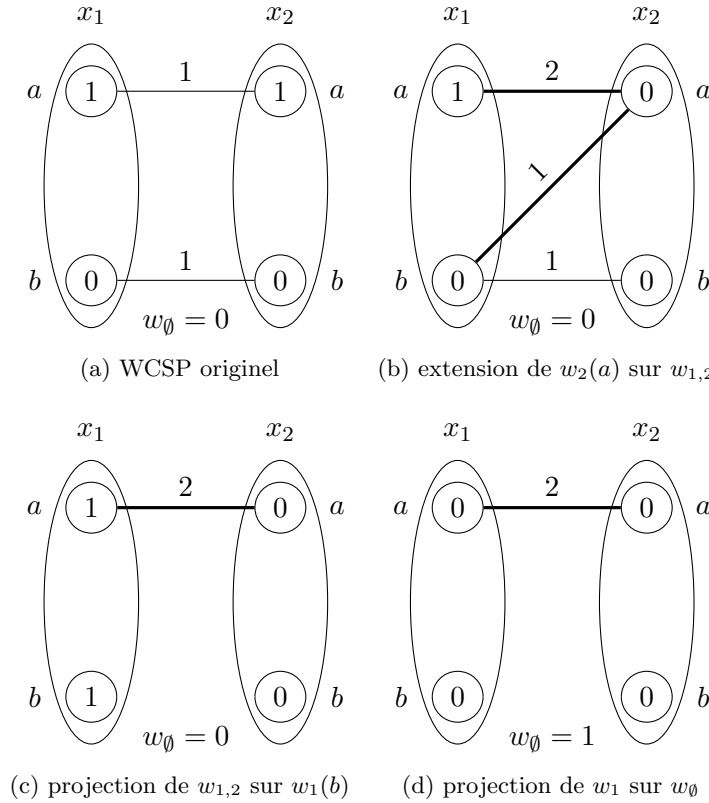 x₁ x₂ x₁ x₂
1 2
a 1 1 a a 1 0 a
1
1 1
b 0 0 b b 0 0 b
w∅ = 0 w∅ = 0
(a) WCSP originel (b) extension de w₂(a) sur w₁,₂
x₁ x₂ x₁ x₂
2 2
a 1 0 a a 0 0 a
b 1 0 b b 0 0 b
w∅ = 0 w∅ = 1
(c) projection de w₁,₂ sur w₁(b) (d) projection de w₁ sur w∅